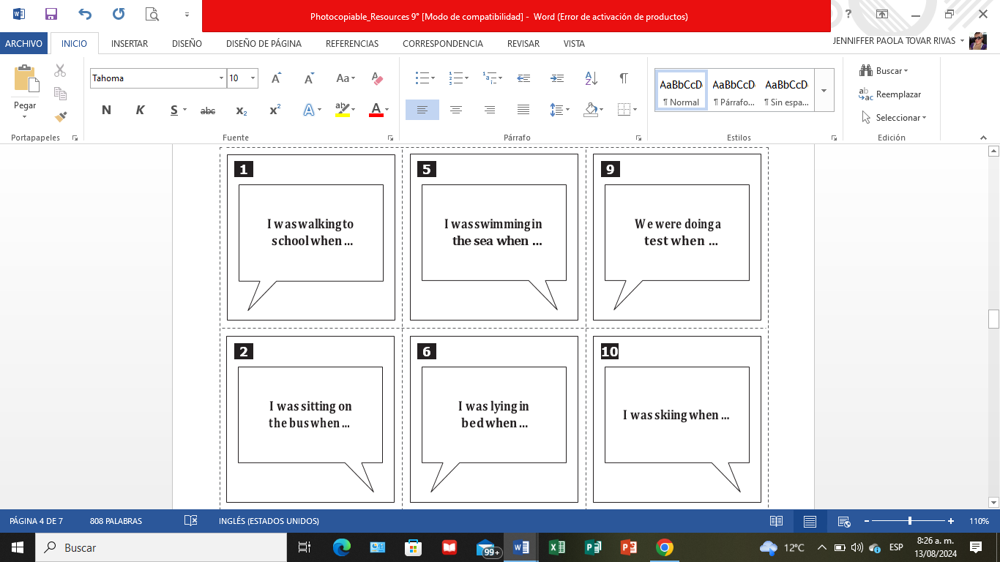 Photocopiable_Resources 9° [Modo de compatibilidad] - Word (Error de activación de productos)
?
ARCHIVO INICIO INSERTAR DISEÑO DISEÑO DE PÁGINA REFERENCIAS CORRESPONDENCIA REVISAR VISTA JENNIFFER PAOLA TOVAR RIVAS
Pegar
Tahoma 10
Aa
N K S abc x₂ x² A ab A
AaBbCcD AaBbCcD AaBbCcD
¶ Normal ¶ Párrafo... ¶ Sin espa...
Buscar
Reemplazar
Seleccionar
Portapapeles Fuente Párrafo Estilos Edición
1
I was walking to
school when ...
5
I was swimming in
the sea when ...
9
We were doing a
test when ...
2
I was sitting on
the bus when ...
6
I was lying in
bed when ...
10
I was skiing when ...
PÁGINA 4 DE 7 808 PALABRAS INGLÉS (ESTADOS UNIDOS) 110%
Buscar
99+
12°C
ESP
8:26 a. m.
13/08/2024